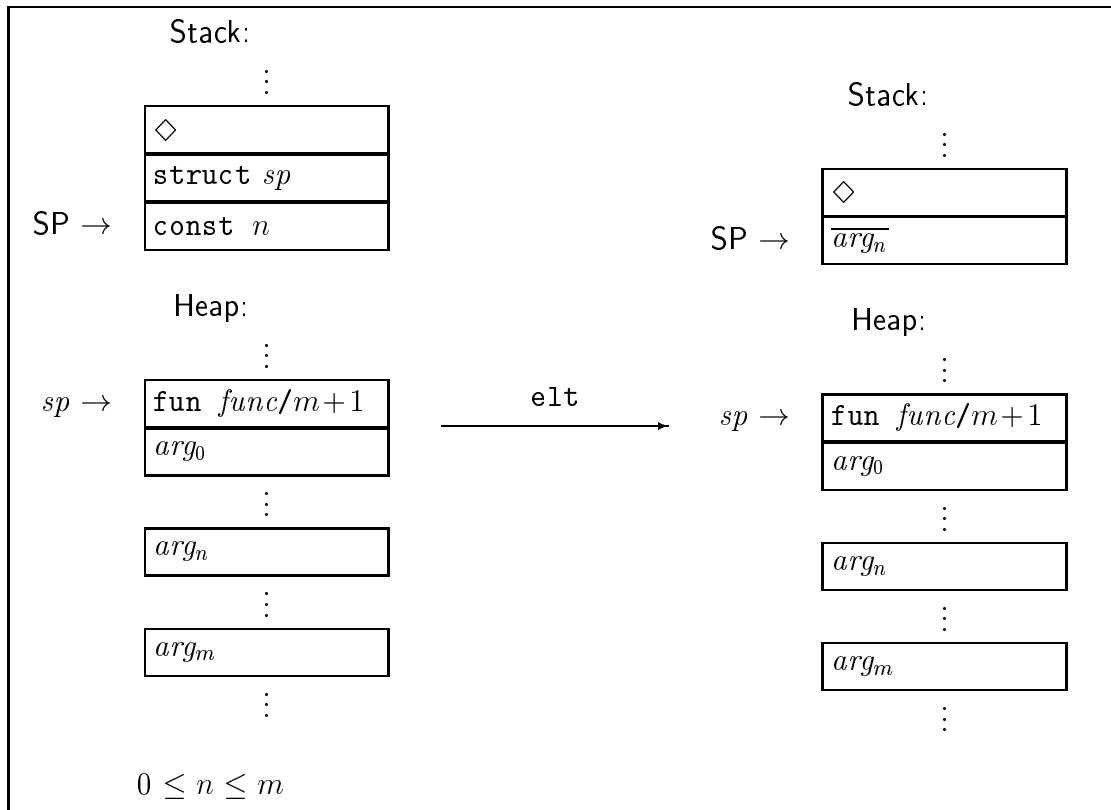 Stack:
⋮
◇
struct sp
SP → const n
Heap:
⋮
sp → fun func/m+1
arg₀
⋮
argₙ
⋮
argₘ
⋮
0 ≤ n ≤ m
elt
Stack:
⋮
◇
SP → \overline{argₙ}
Heap:
⋮
sp → fun func/m+1
arg₀
⋮
argₙ
⋮
argₘ
⋮